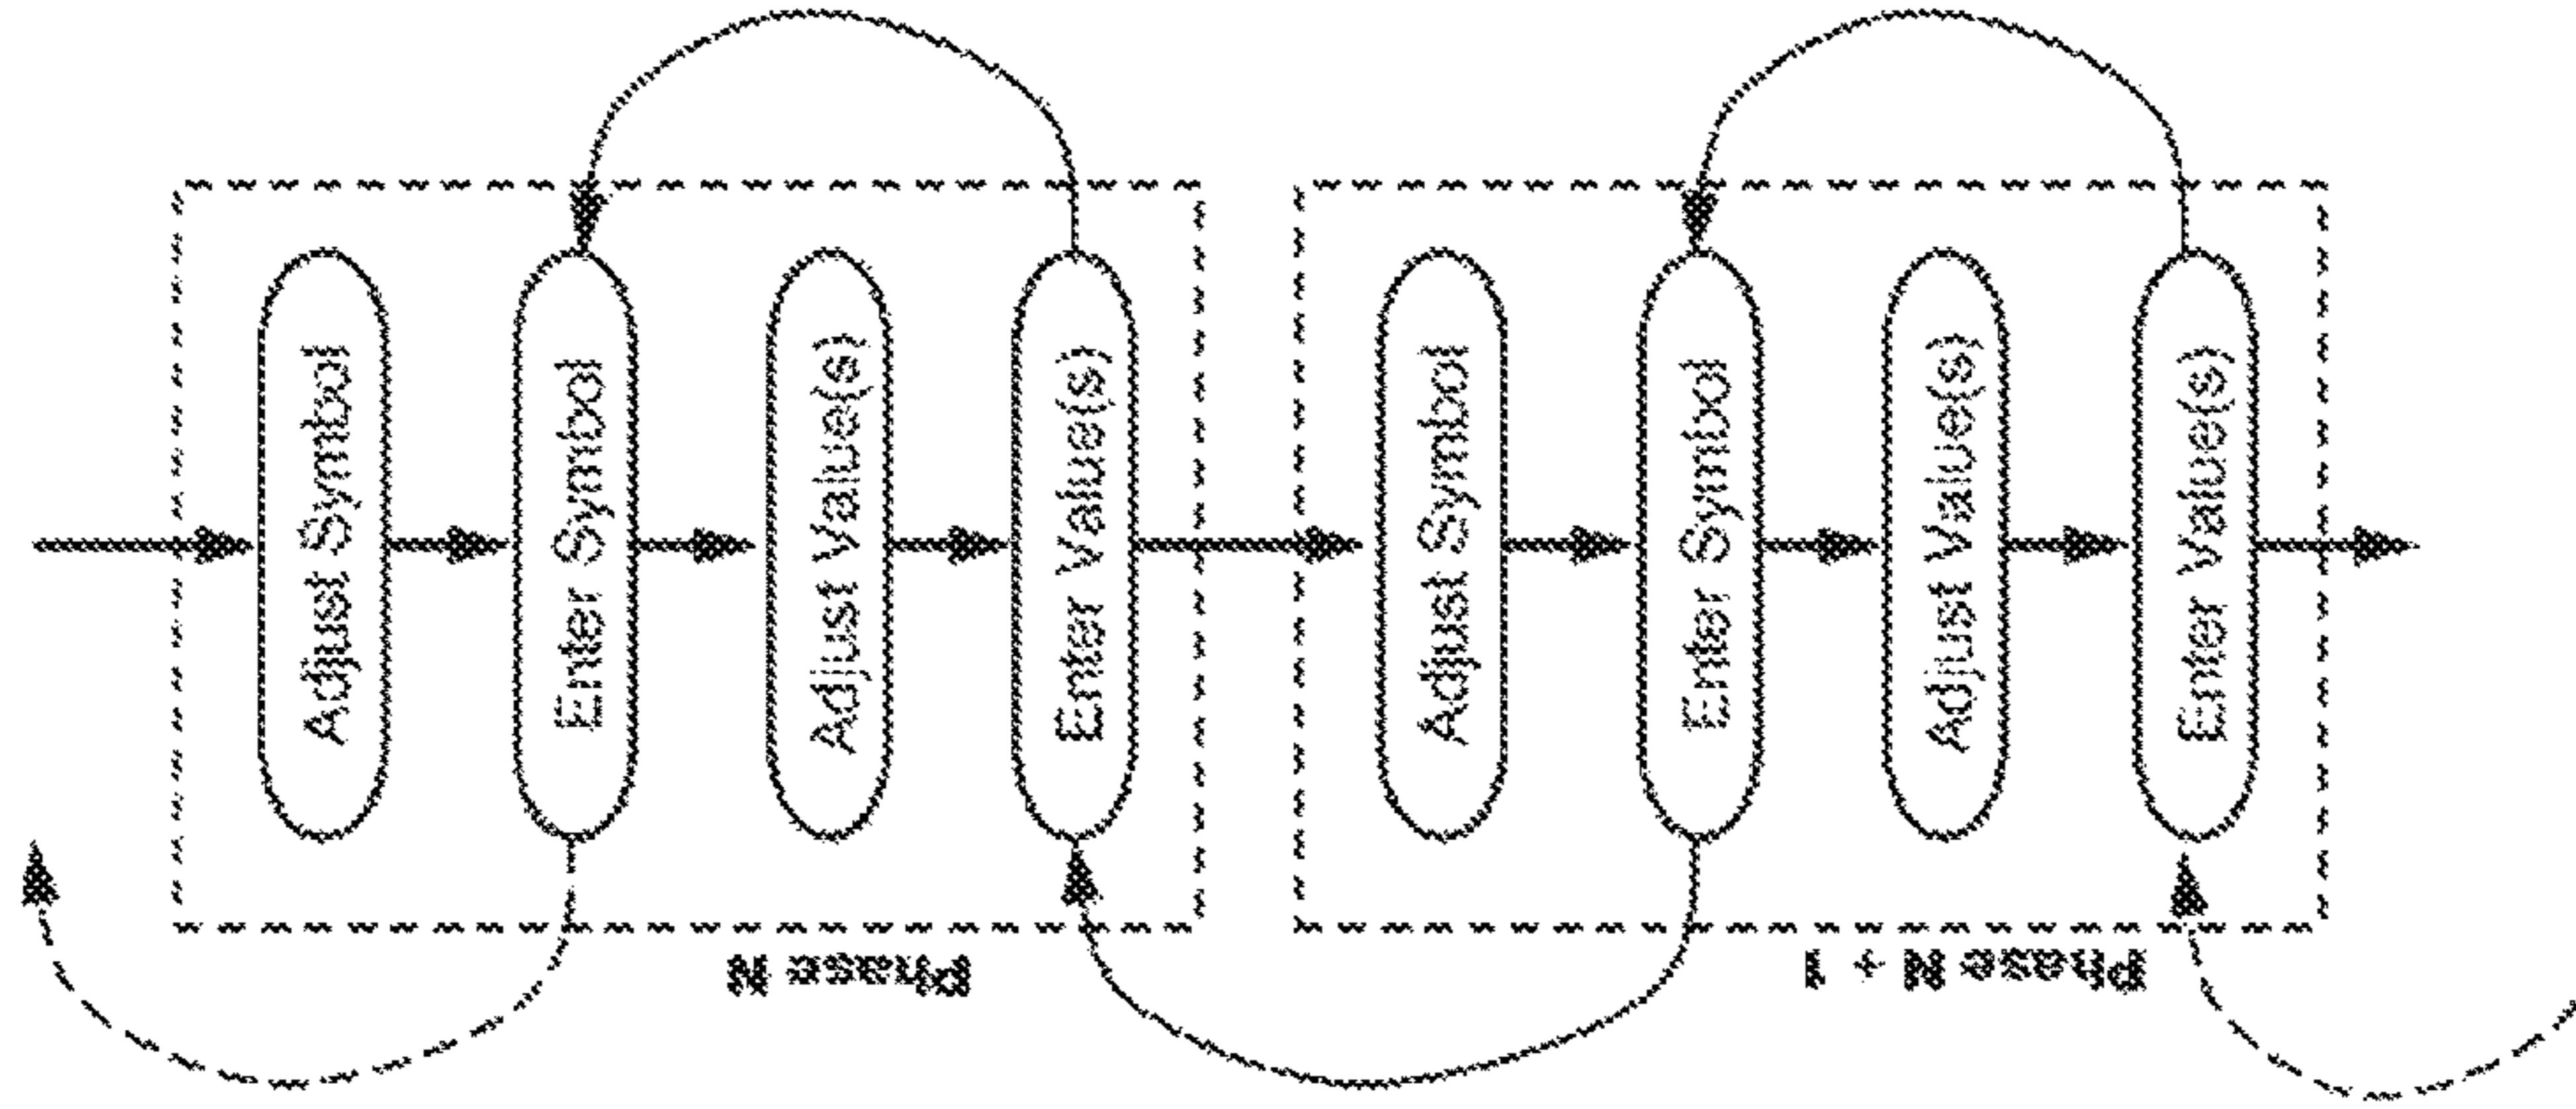 Adjust Symbol
Enter Symbol
Adjust Value(s)
Enter Value(s)
Phase N
Adjust Symbol
Enter Symbol
Adjust Value(s)
Enter Value(s)
Phase N + 1